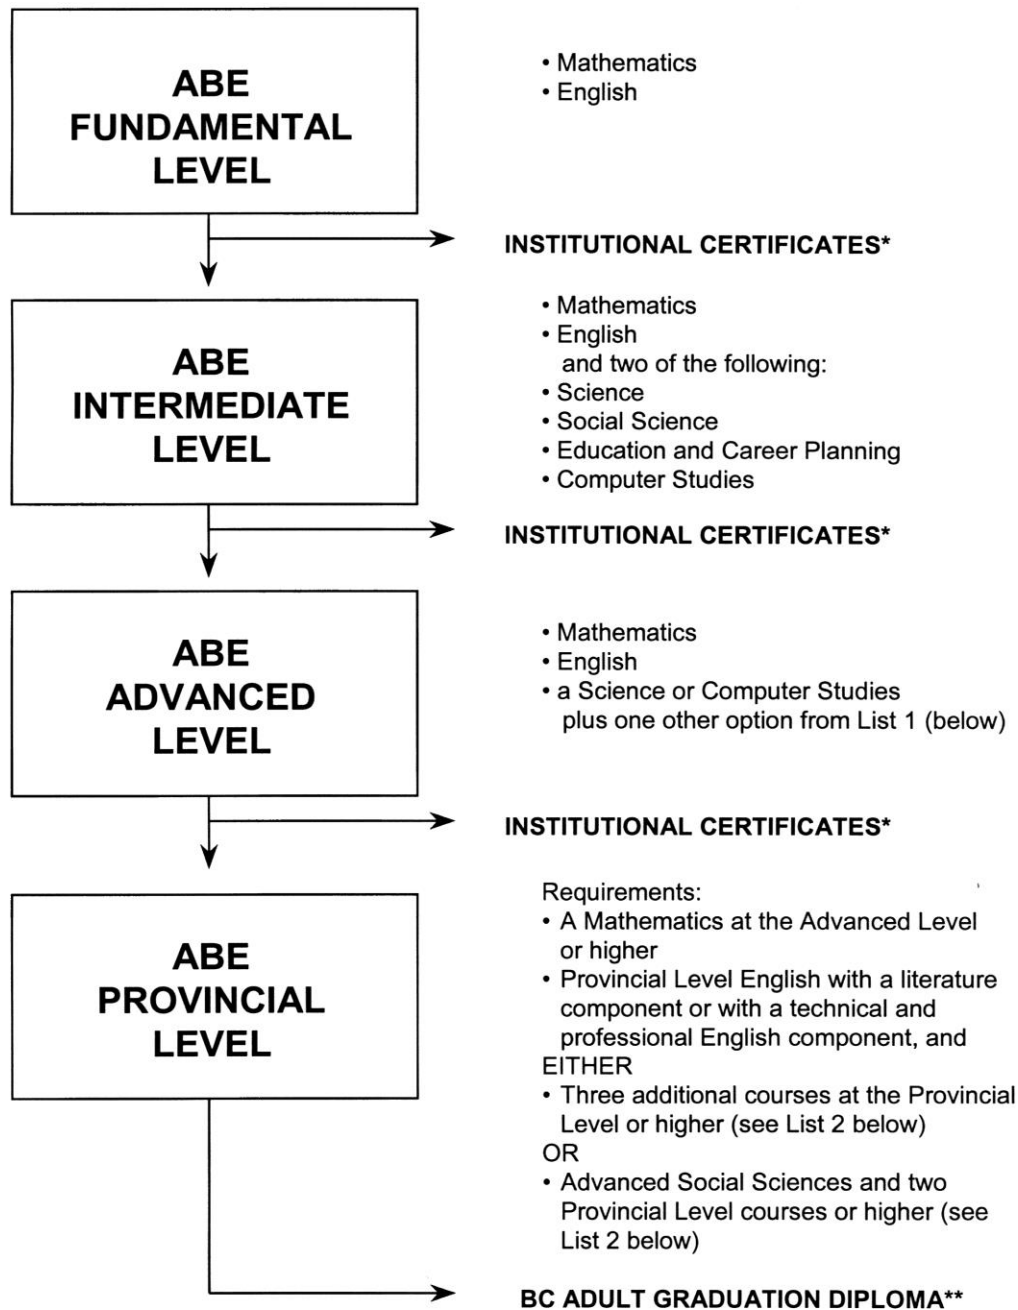 ABE
FUNDAMENTAL
LEVEL
• Mathematics
• English
INSTITUTIONAL CERTIFICATES*
ABE
INTERMEDIATE
LEVEL
• Mathematics
• English
and two of the following:
• Science
• Social Science
• Education and Career Planning
• Computer Studies
INSTITUTIONAL CERTIFICATES*
ABE
ADVANCED
LEVEL
• Mathematics
• English
• a Science or Computer Studies
plus one other option from List 1 (below)
INSTITUTIONAL CERTIFICATES*
ABE
PROVINCIAL
LEVEL
Requirements:
• A Mathematics at the Advanced Level
or higher
• Provincial Level English with a literature
component or with a technical and
professional English component, and
EITHER
• Three additional courses at the Provincial
Level or higher (see List 2 below)
OR
• Advanced Social Sciences and two
Provincial Level courses or higher (see
List 2 below)
BC ADULT GRADUATION DIPLOMA**